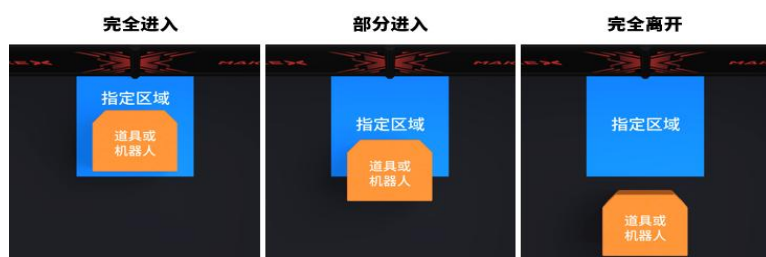 完全进入
部分进入
完全离开
指定区域
道具或
机器人
指定区域
道具或
机器人
指定区域
道具或
机器人